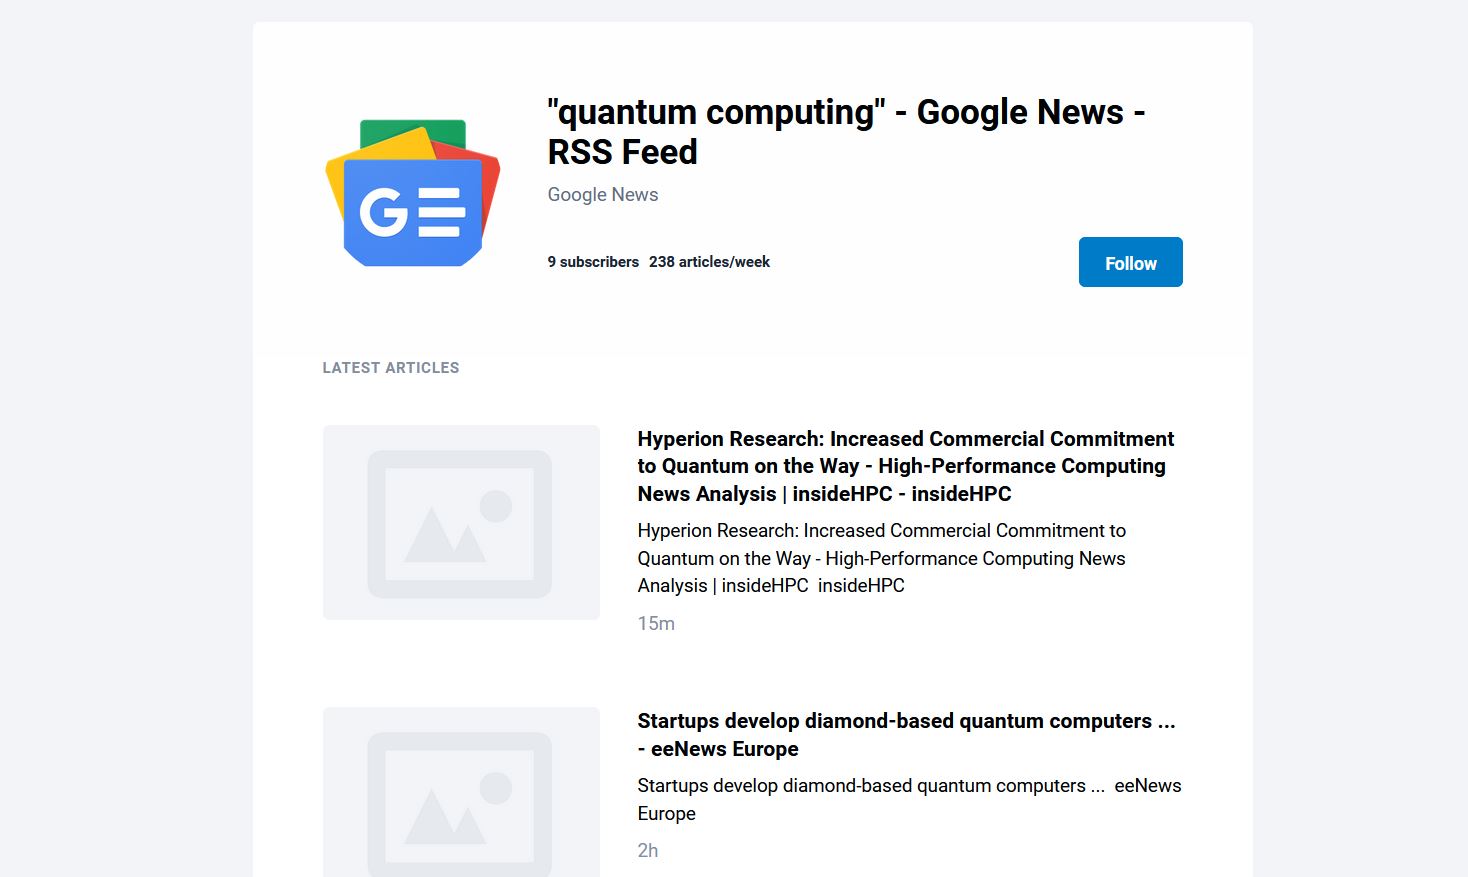 "quantum computing" - Google News -
RSS Feed
Google News
9 subscribers 238 articles/week
Follow
LATEST ARTICLES
Hyperion Research: Increased Commercial Commitment
to Quantum on the Way - High-Performance Computing
News Analysis | insideHPC - insideHPC
Hyperion Research: Increased Commercial Commitment to
Quantum on the Way - High-Performance Computing News
Analysis | insideHPC  insideHPC
15m
Startups develop diamond-based quantum computers ...
- eeNews Europe
Startups develop diamond-based quantum computers ...  eeNews
Europe
2h